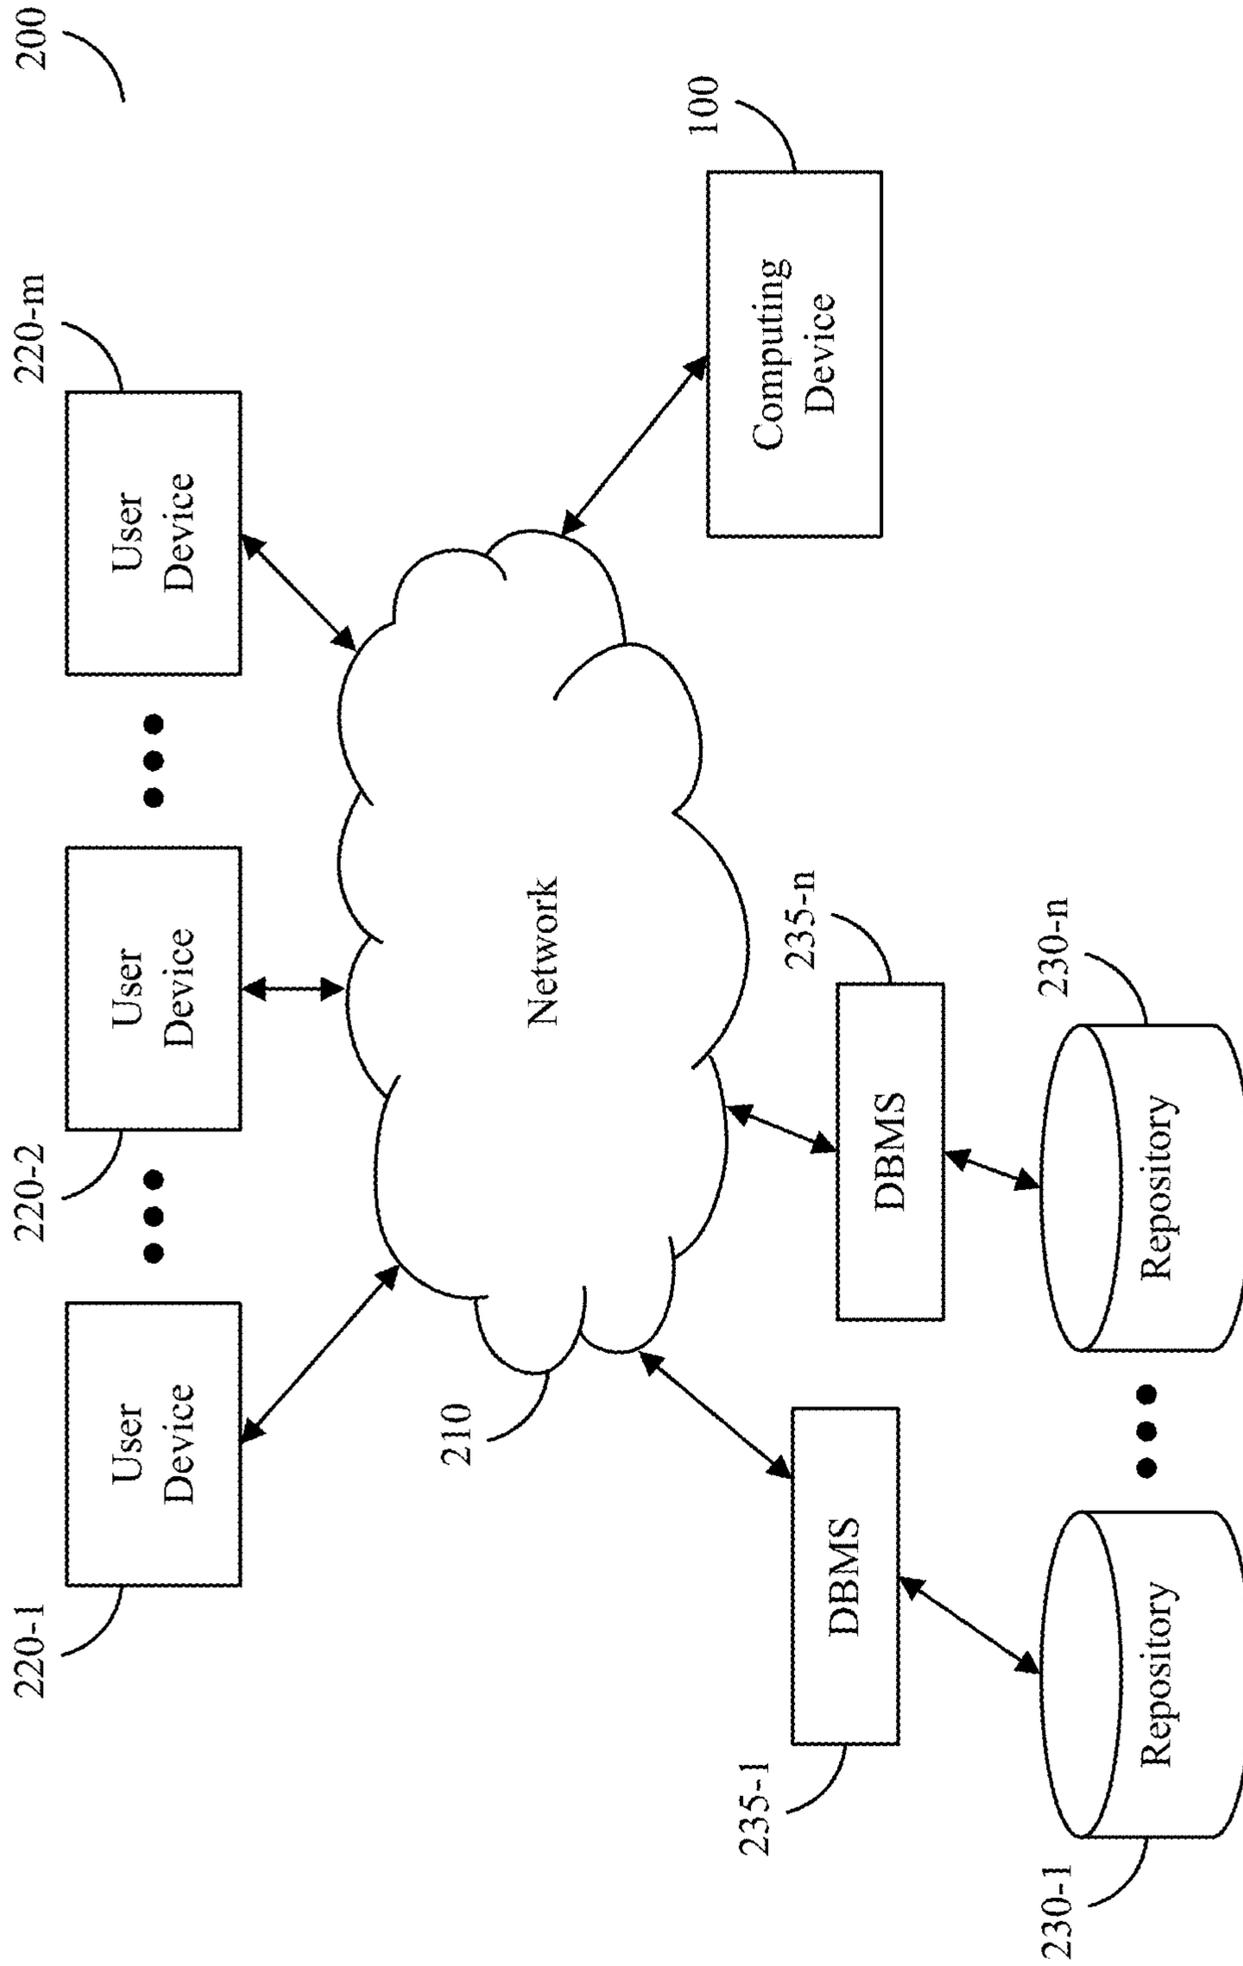 200
220-1
220-2
220-m
User
Device
User
Device
User
Device
210
Network
100
Computing
Device
235-1
DBMS
235-n
DBMS
230-1
Repository
230-n
Repository